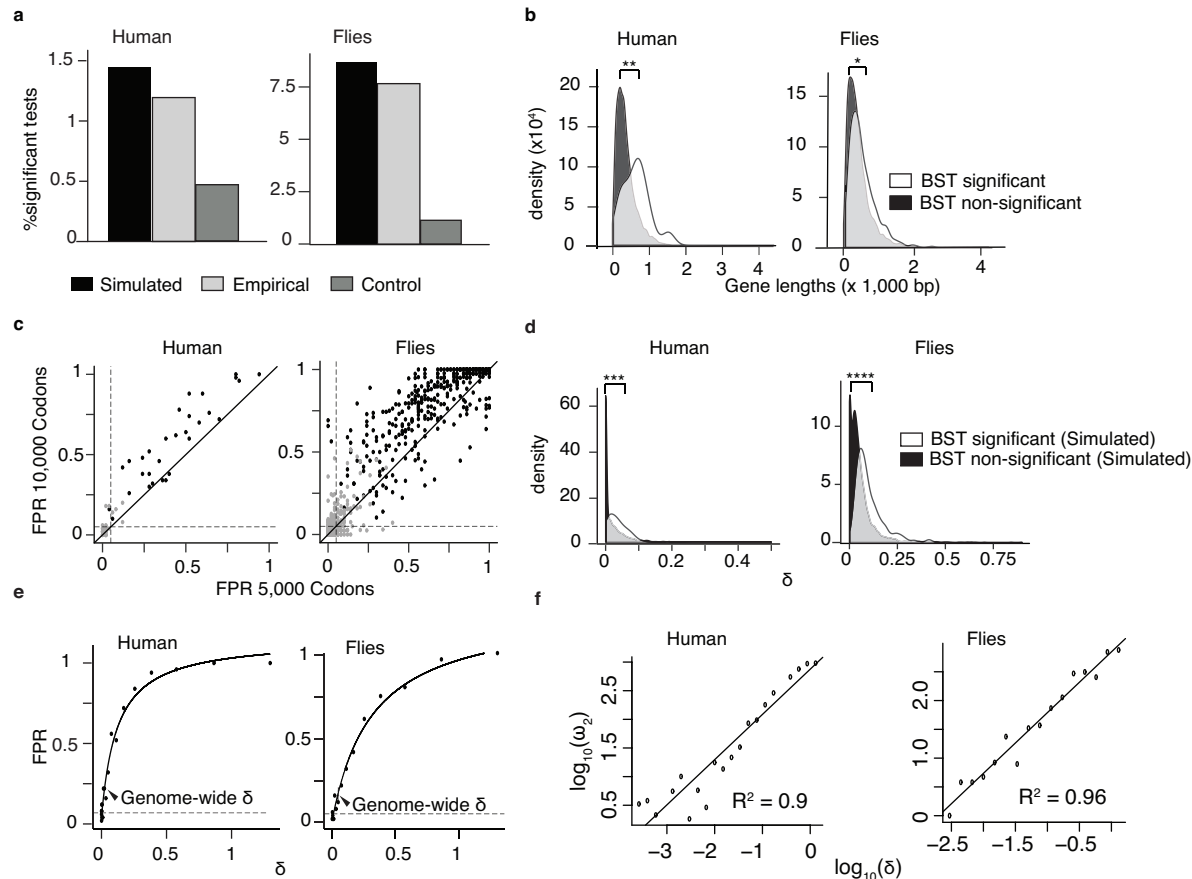 a
Human
Flies
%significant tests
1.5
1
0.5
0
7.5
5
2.5
0
Simulated
Empirical
Control
b
Human
Flies
**
*
density (x10⁴)
20
15
10
5
0
15
10
5
0
BST significant
BST non-significant
0 1 2 3 4
0 2 4
Gene lengths (x 1,000 bp)
c
Human
Flies
FPR 10,000 Codons
1
0.5
0
1
0.5
0
0 0.5 1
0 0.5 1
FPR 5,000 Codons
d
Human
Flies
***
****
density
60
40
20
0
10
5
0
BST significant (Simulated)
BST non-significant (Simulated)
0 0.2 0.4
0 0.25 0.50 0.75
δ
e
Human
Flies
FPR
1
0.5
0
1
0.5
0
Genome-wide δ
Genome-wide δ
0 0.5 1
0 0.5 1
δ
f
Human
Flies
log₁₀(ω₂)
2.5
1.5
0.5
2.0
1.0
0
R² = 0.9
R² = 0.96
−3 −2 −1 0
−2.5 −1.5 −0.5
log₁₀(δ)